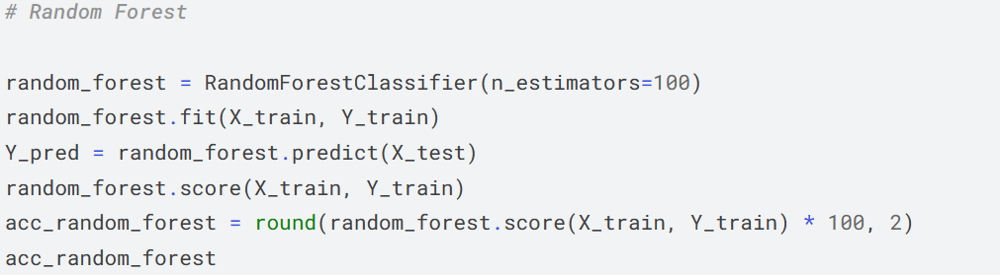 # Random Forest
random_forest = RandomForestClassifier(n_estimators=100)
random_forest.fit(X_train, Y_train)
Y_pred = random_forest.predict(X_test)
random_forest.score(X_train, Y_train)
acc_random_forest = round(random_forest.score(X_train, Y_train) * 100, 2)
acc_random_forest